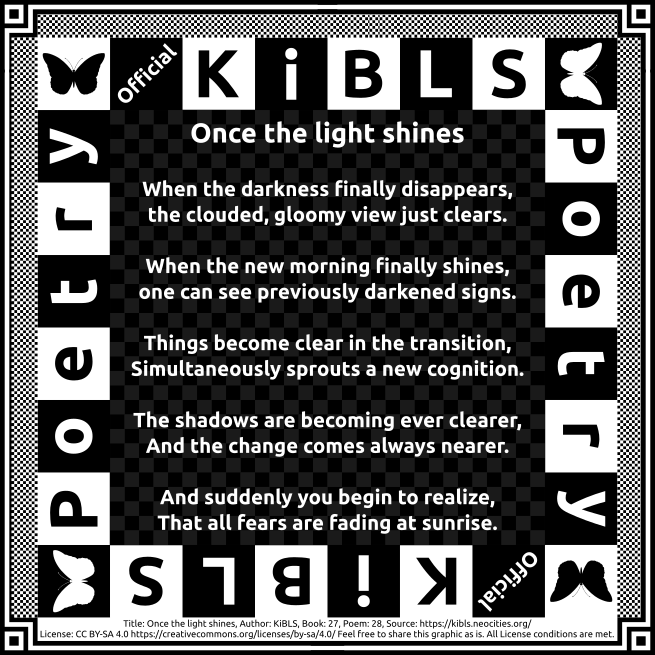 Official KiBLS
Poetry
Poetry
Once the light shines
When the darkness finally disappears,
the clouded, gloomy view just clears.
When the new morning finally shines,
one can see previously darkened signs.
Things become clear in the transition,
Simultaneously sprouts a new cognition.
The shadows are becoming ever clearer,
And the change comes always nearer.
And suddenly you begin to realize,
That all fears are fading at sunrise.
Official KiBLS
Title: Once the light shines, Author: KiBLS, Book: 27, Poem: 28, Source: https://kibls.neocities.org/
License: CC BY-SA 4.0 https://creativecommons.org/licenses/by-sa/4.0/ Feel free to share this graphic as is. All License conditions are met.